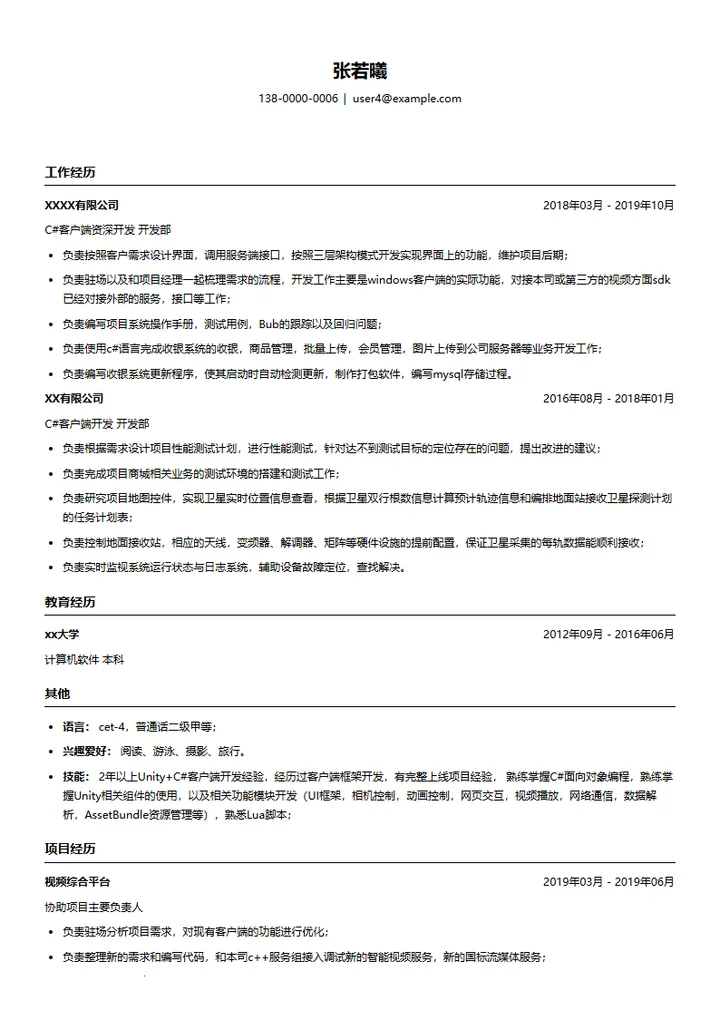 张若曦
138-0000-0006 | user4@example.com
工作经历
XXXX有限公司 2018年03月 - 2019年10月
C#客户端资深开发 开发部
• 负责按照客户需求设计界面，调用服务端接口，按照三层架构模式开发实现界面上的功能，维护项目后期；
• 负责驻场以及和项目经理一起梳理需求的流程，开发工作主要是windows客户端的实际功能，对接本司或第三方的视频方面sdk
已经对接外部的服务，接口等工作；
• 负责编写项目系统操作手册，测试用例，Bub的跟踪以及回归问题；
• 负责使用c#语言完成收银系统的收银，商品管理，批量上传，会员管理，图片上传到公司服务器等业务开发工作；
• 负责编写收银系统更新程序，使其启动时自动检测更新，制作打包软件，编写mysql存储过程。
XX有限公司 2016年08月 - 2018年01月
C#客户端开发 开发部
• 负责根据需求设计项目性能测试计划，进行性能测试，针对达不到测试目标的定位存在的问题，提出改进的建议；
• 负责完成项目商城相关业务的测试环境的搭建和测试工作；
• 负责研究项目地图控件，实现卫星实时位置信息查看，根据卫星双行根数信息计算预计轨迹信息和编排地面站接收卫星探测计划
的任务计划表；
• 负责控制地面接收站，相应的天线，变频器、解调器、矩阵等硬件设施的提前配置，保证卫星采集的每轨数据能顺利接收；
• 负责实时监视系统运行状态与日志系统，辅助设备故障定位，查找解决。
教育经历
xx大学 2012年09月 - 2016年06月
计算机软件 本科
其他
• 语言： cet-4，普通话二级甲等；
• 兴趣爱好： 阅读、游泳、摄影、旅行。
• 技能： 2年以上Unity+C#客户端开发经验，经历过客户端框架开发，有完整上线项目经验， 熟练掌握C#面向对象编程，熟练掌
握Unity相关组件的使用，以及相关功能模块开发（UI框架，相机控制，动画控制，网页交互，视频播放，网络通信，数据解
析，AssetBundle资源管理等），熟悉Lua脚本；
项目经历
视频综合平台 2019年03月 - 2019年06月
协助项目主要负责人
• 负责驻场分析项目需求，对现有客户端的功能进行优化；
• 负责整理新的需求和编写代码，和本司c++服务组接入调试新的智能视频服务，新的国标流媒体服务；